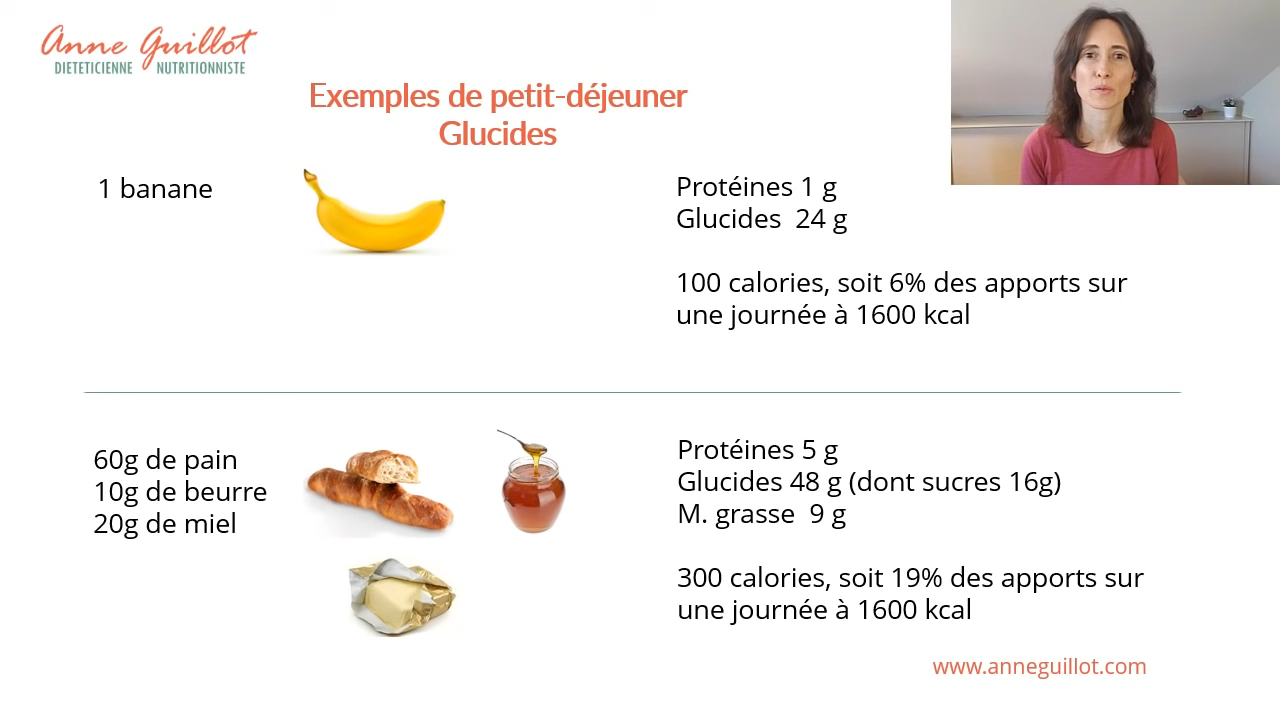 Anne Guillot
DIETETICIENNE NUTRITIONNISTE
Exemples de petit-déjeuner
Glucides
1 banane
Protéines 1 g
Glucides 24 g
100 calories, soit 6% des apports sur
une journée à 1600 kcal
60g de pain
10g de beurre
20g de miel
Protéines 5 g
Glucides 48 g (dont sucres 16g)
M. grasse 9 g
300 calories, soit 19% des apports sur
une journée à 1600 kcal
www.anneguillot.com